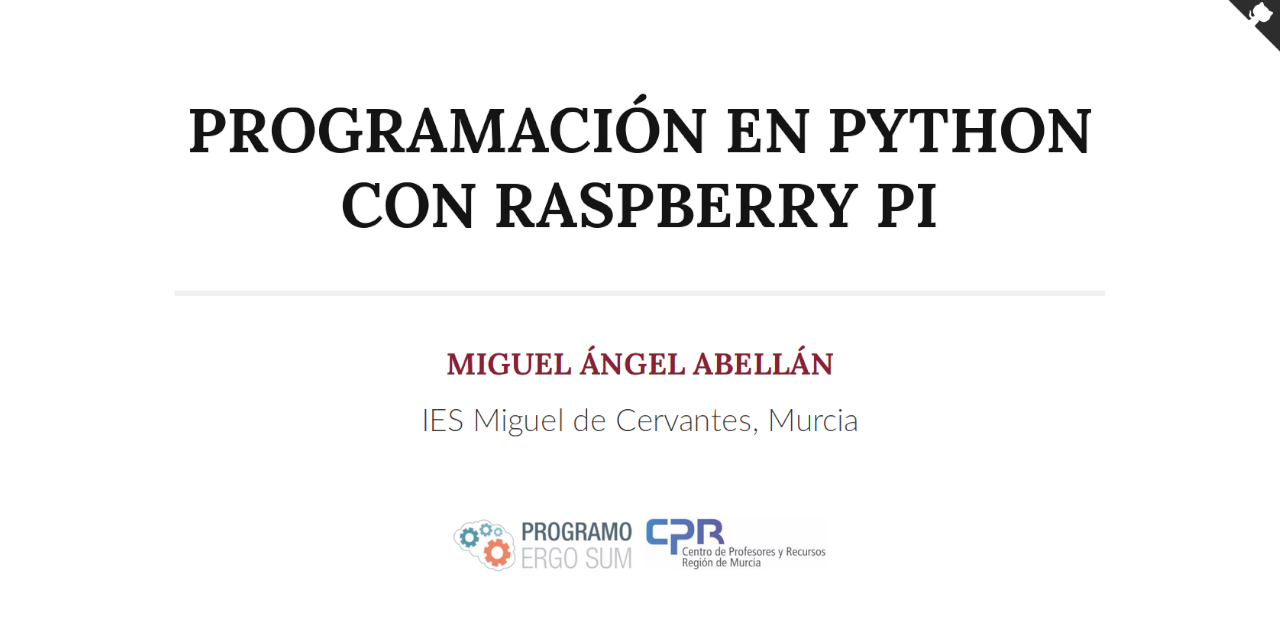 PROGRAMACIÓN EN PYTHON
CON RASPBERRY PI
MIGUEL ÁNGEL ABELLÁN
IES Miguel de Cervantes, Murcia
PROGRAMO
ERGO SUM
CPR
Centro de Profesores y Recursos
Región de Murcia